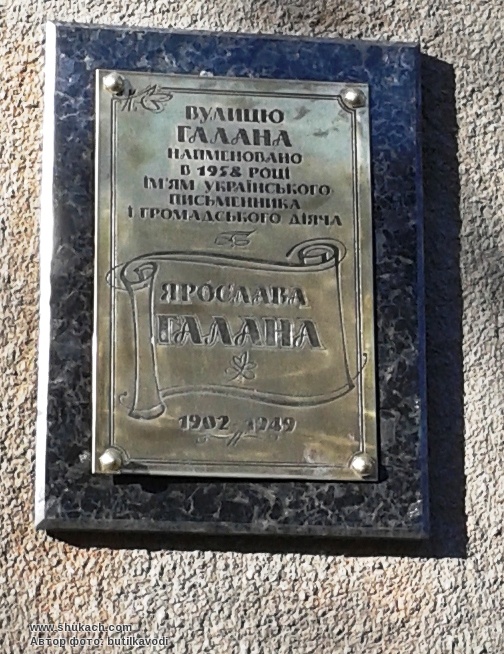 ВУЛИЦЮ
ГАЛАНА
НАЙМЕНОВАНО
В 1958 РОЦІ
ІМ'ЯМ УКРАЇНСЬКОГО
ПИСЬМЕННИКА
І ГРОМАДСЬКОГО ДІЯЧА
ЯРОСЛАВА
ГАЛАНА
1902 1949
www.shukach.com
Автор фото: butilkavodi